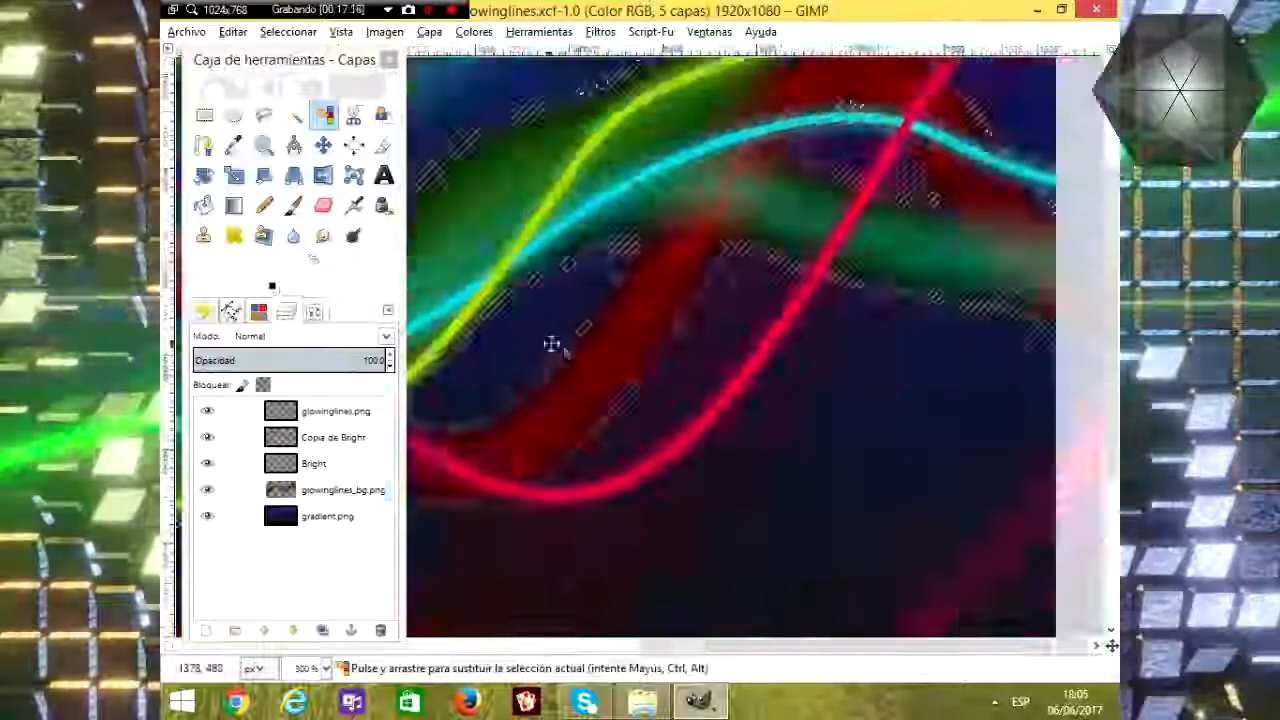 1024x768 Grabando [00:17:16]
owinglines.xcf-1.0 (Color RGB, 5 capas) 1920x1080 – GIMP
Archivo Editar Seleccionar Vista Imagen Capa Colores Herramientas Filtros Script-Fu Ventanas Ayuda
Caja de herramientas - Capas
Modo: Normal
Opacidad 100.0
Bloquear:
glowinglines.png
Copia de Bright
Bright
glowinglines_bg.png
gradient.png
1378, 488 px 300 % Pulse y arrastre para sustituir la selección actual (intente Mayús, Ctrl, Alt)
ESP
18:05
06/06/2017